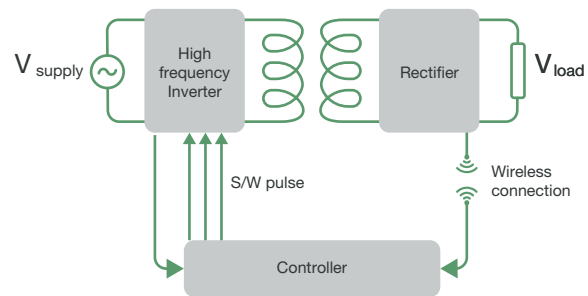 V supply
High
frequency
Inverter
Rectifier
V load
S/W pulse
Wireless
connection
Controller